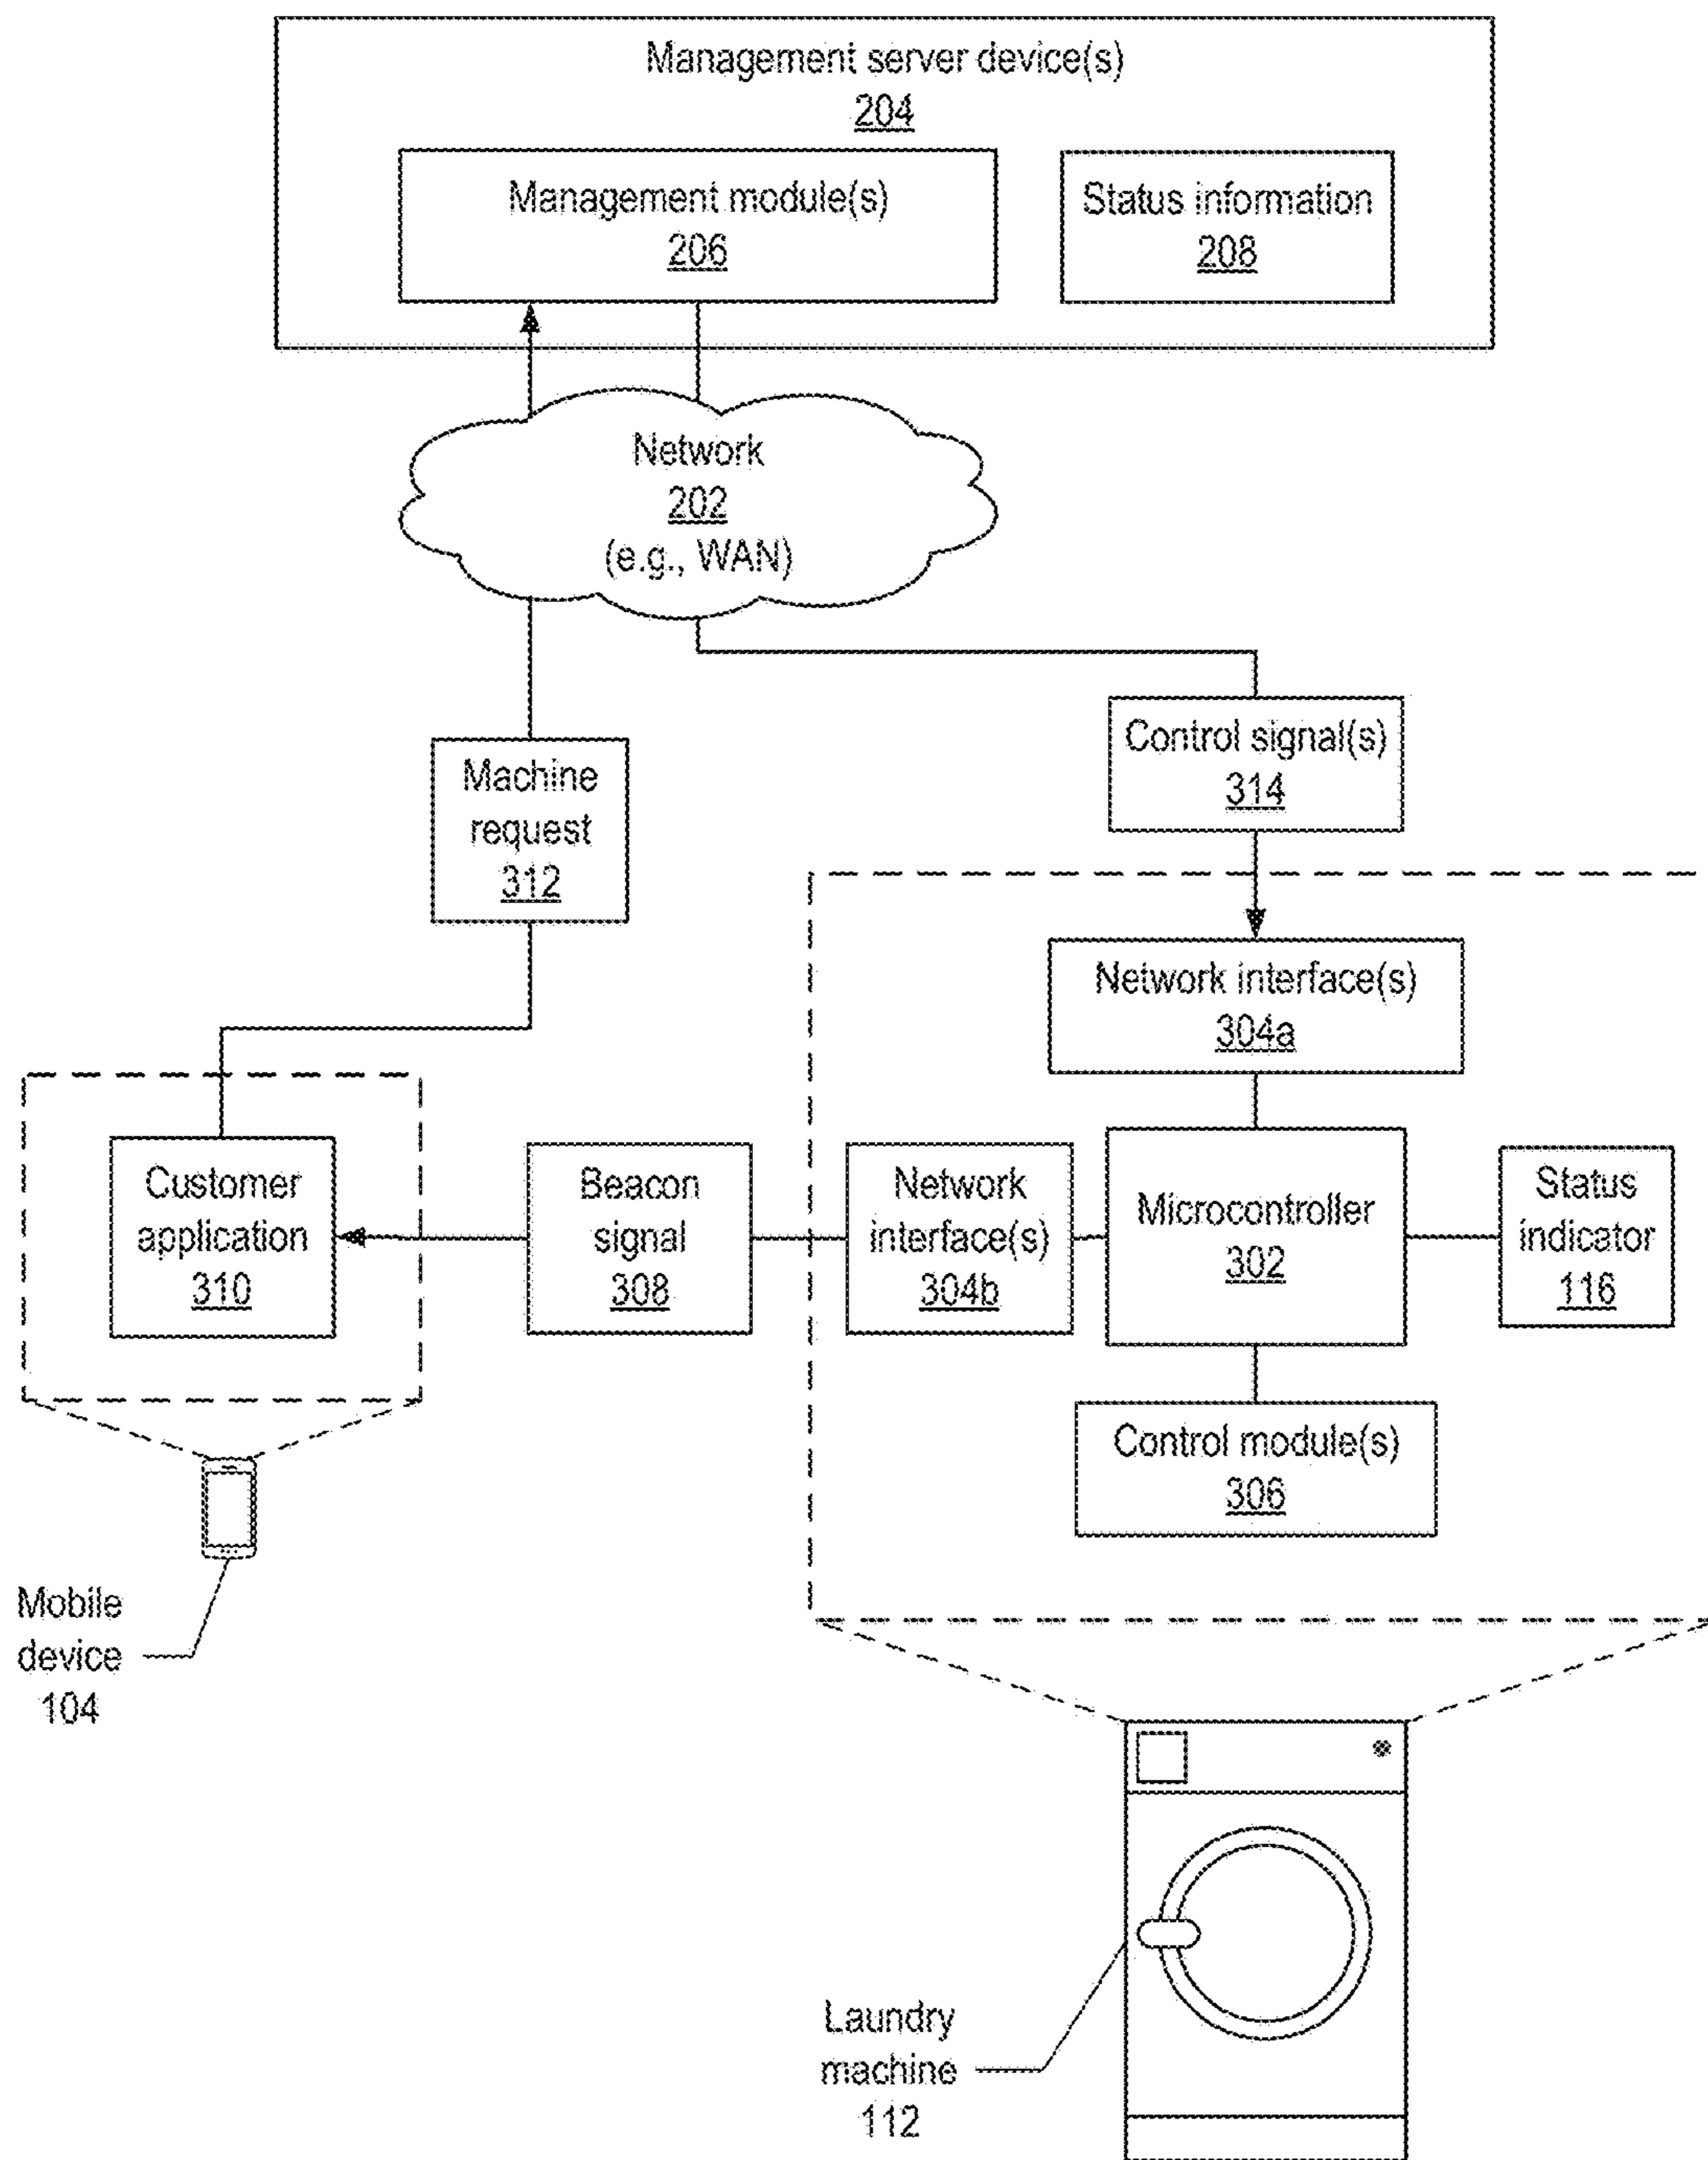 Management server device(s)
204
Management module(s)
206
Status information
208
Network
202
(e.g., WAN)
Machine
request
312
Control signal(s)
314
Network interface(s)
304a
Customer
application
310
Beacon
signal
308
Network
interface(s)
304b
Microcontroller
302
Status
indicator
116
Control module(s)
306
Mobile
device
104
Laundry
machine
112